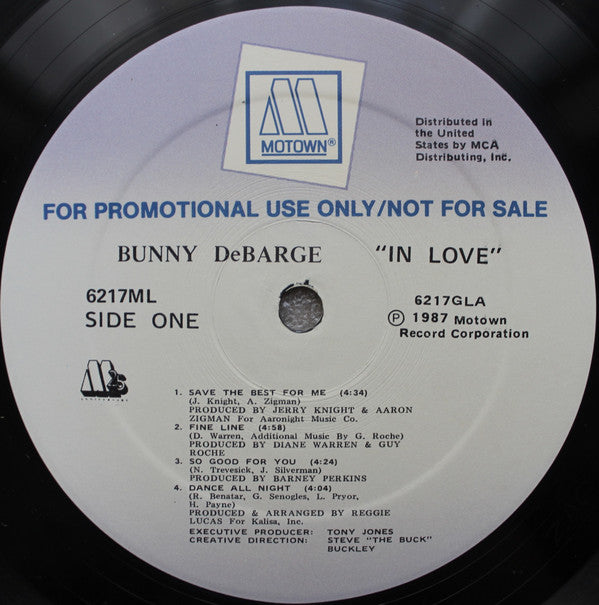 MOTOWN®
Distributed in
the United
States by MCA
Distributing, Inc.
FOR PROMOTIONAL USE ONLY/NOT FOR SALE
BUNNY DeBARGE "IN LOVE"
6217ML
SIDE ONE
6217GLA
Ⓟ 1987 Motown
Record Corporation
1. SAVE THE BEST FOR ME (4:34)
(J. Knight, A. Zigman)
PRODUCED BY JERRY KNIGHT & AARON
ZIGMAN For Aaronight Music Co.
2. FINE LINE (4:58)
(D. Warren, Additional Music By G. Roche)
PRODUCED BY DIANE WARREN & GUY
ROCHE
3. SO GOOD FOR YOU (4:24)
(N. Trevesick, J. Silverman)
PRODUCED BY BARNEY PERKINS
4. DANCE ALL NIGHT (4:04)
(R. Benatar, G. Senogles, L. Pryor,
H. Payne)
PRODUCED & ARRANGED BY REGGIE
LUCAS For Kalisa, Inc.
EXECUTIVE PRODUCER: TONY JONES
CREATIVE DIRECTION: STEVE "THE BUCK"
BUCKLEY